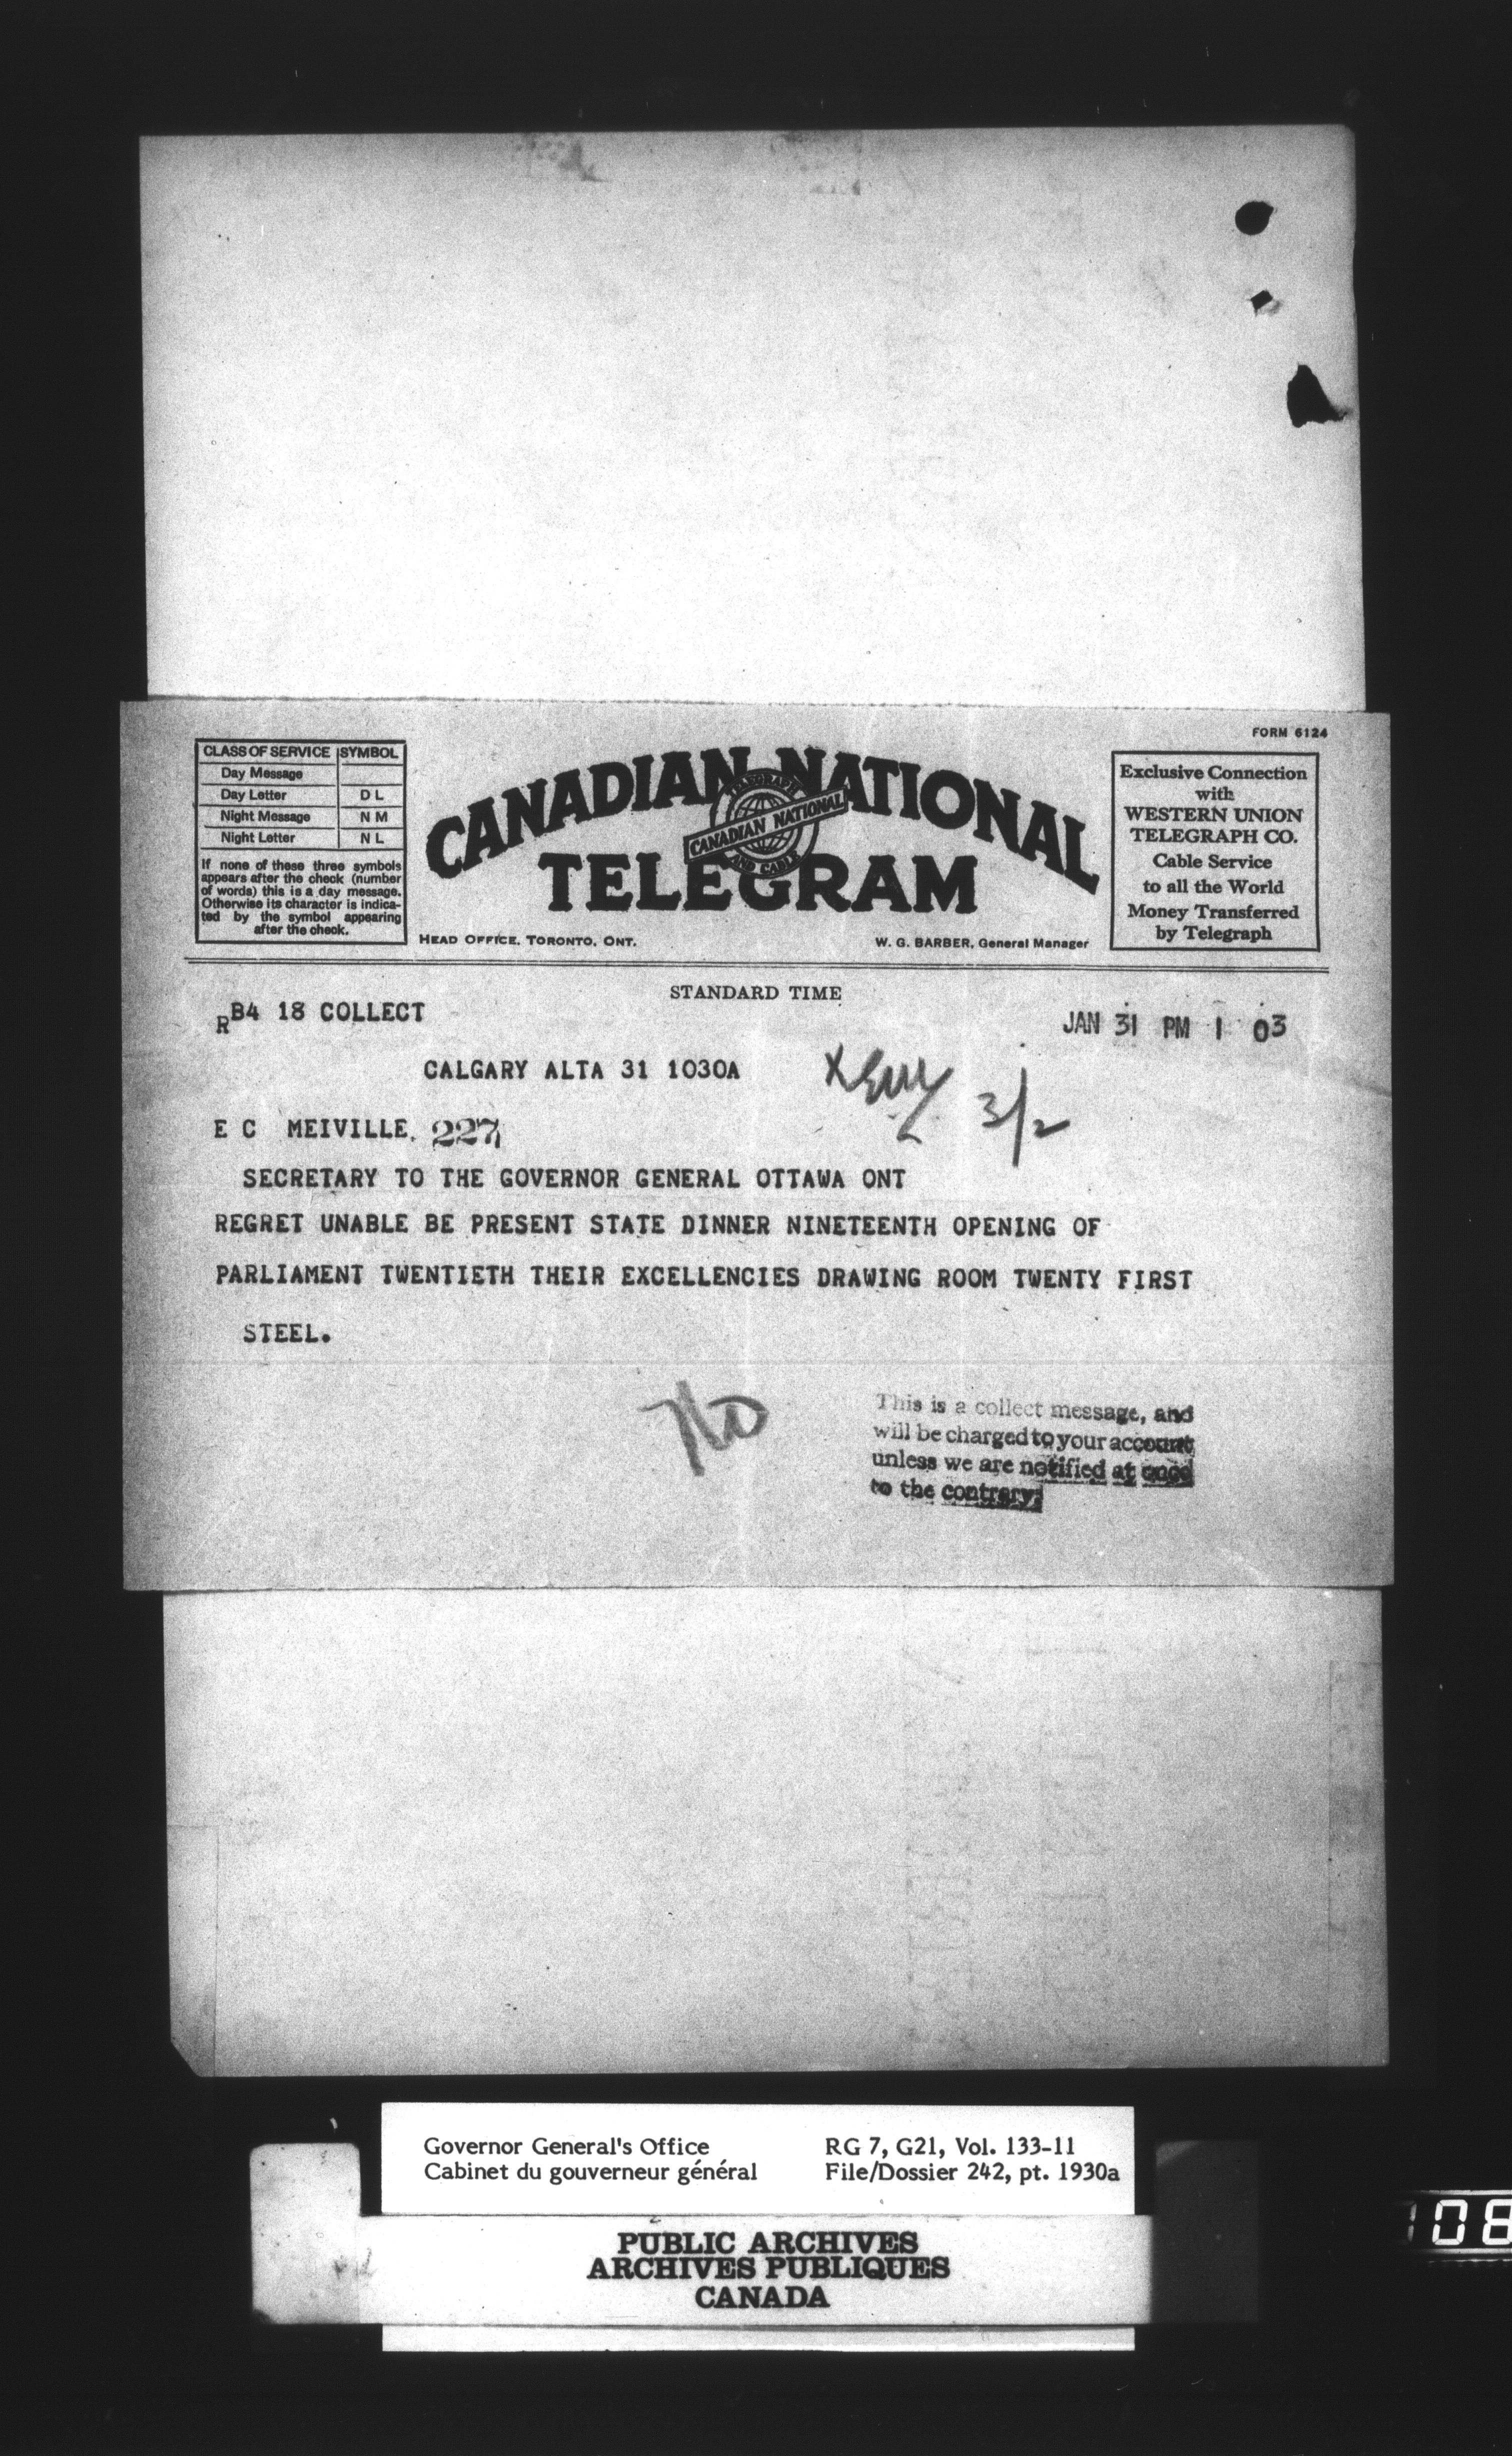 FORM 6124
CLASS OF SERVICE SYMBOL
Day Message
Day Letter D L
Night Message N M
Night Letter N L
If none of these three symbols
appears after the check (number
of words) this is a day message.
Otherwise its character is indica-
ted by the symbol appearing
after the check.
CANADIAN NATIONAL
TELEGRAPH
CANADIAN NATIONAL
AND CABLE
TELEGRAM
HEAD OFFICE, TORONTO, ONT.
W. G. BARBER, General Manager
Exclusive Connection
with
WESTERN UNION
TELEGRAPH CO.
Cable Service
to all the World
Money Transferred
by Telegraph
STANDARD TIME
RB4 18 COLLECT
JAN 31 PM 1 03
CALGARY ALTA 31 1030A
3/2
E C MEIVILLE. 227
SECRETARY TO THE GOVERNOR GENERAL OTTAWA ONT
REGRET UNABLE BE PRESENT STATE DINNER NINETEENTH OPENING OF
PARLIAMENT TWENTIETH THEIR EXCELLENCIES DRAWING ROOM TWENTY FIRST
STEEL.
This is a collect message, and
will be charged to your account
unless we are notified at once
to the contrary.
Governor General's Office
Cabinet du gouverneur général
RG 7, G21, Vol. 133-11
File/Dossier 242, pt. 1930a
PUBLIC ARCHIVES
ARCHIVES PUBLIQUES
CANADA
108